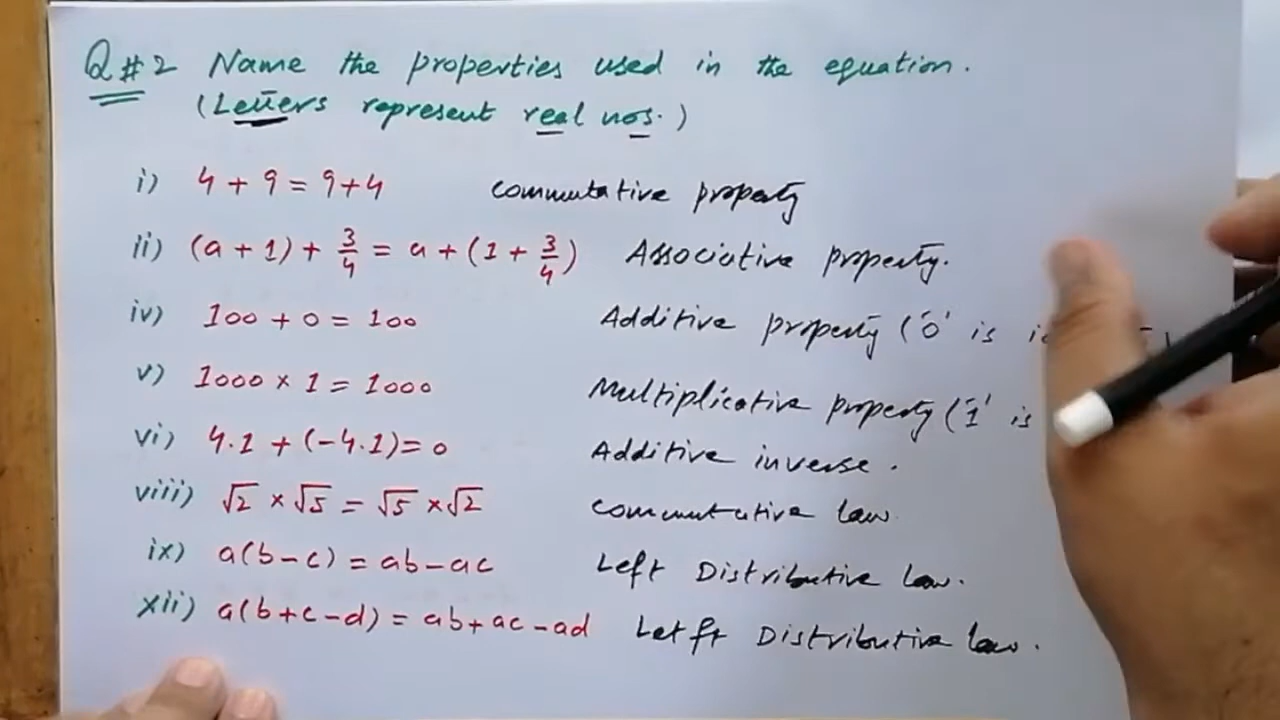 Q#2 Name the properties used in the equation.
(Letters represent real nos.)
i) 4 + 9 = 9+4 commutative property
ii) (a + 1) + 3/4 = a + (1 + 3/4) Associative property.
iv) 100 + 0 = 100 Additive property ('0' is
v) 1000 × 1 = 1000 Multiplicative property ('1' is
vi) 4.1 + (-4.1)= 0 Additive inverse.
viii) √2 × √5 = √5 × √2 commutative law
ix) a(b-c) = ab-ac Left Distributive law.
xii) a(b+c-d) = ab+ac-ad Letft Distributive law.